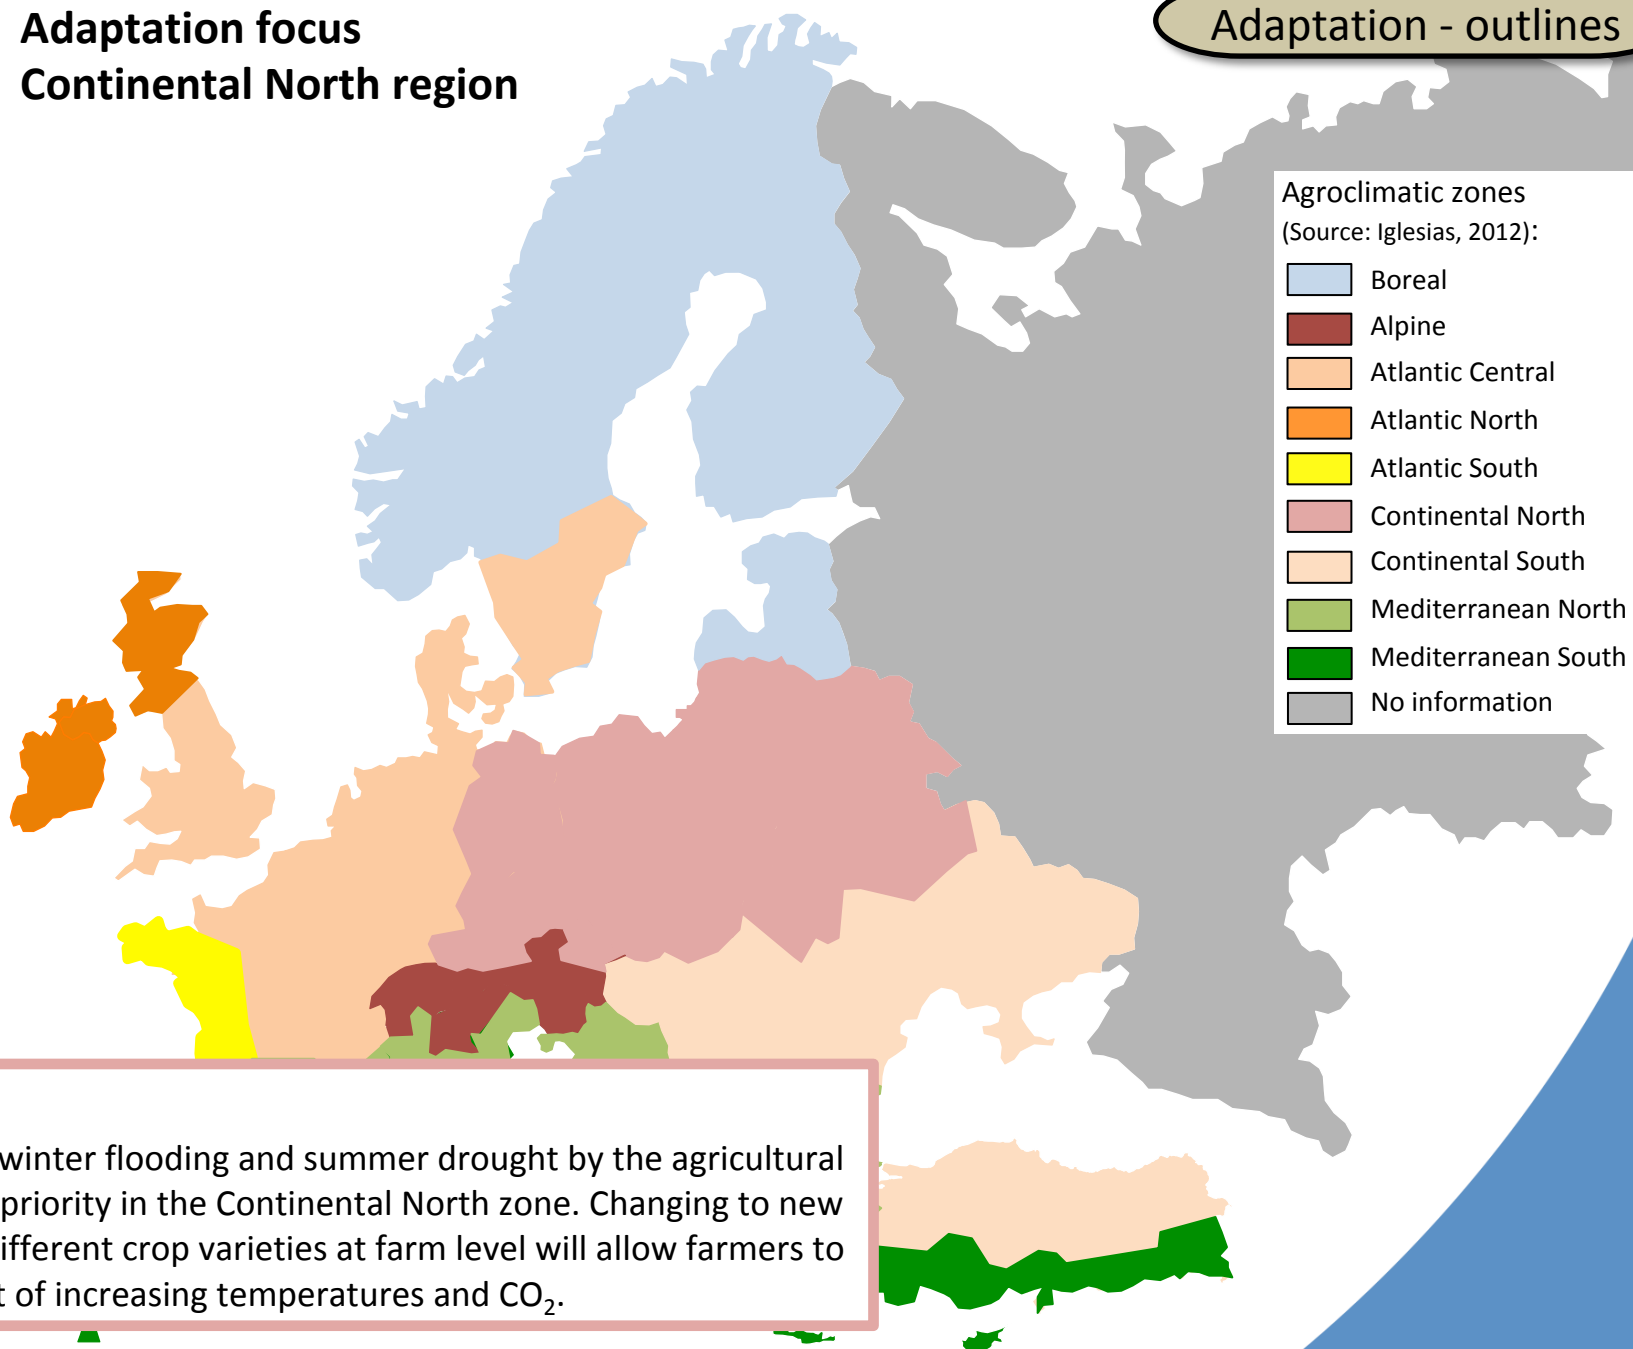 Adaptation focus
Continental North region
Adaptation - outlines
Agroclimatic zones
(Source: Iglesias, 2012):
Boreal
Alpine
Atlantic Central
Atlantic North
Atlantic South
Continental North
Continental South
Mediterranean North
Mediterranean South
No information
winter flooding and summer drought by the agricultural
priority in the Continental North zone. Changing to new
ifferent crop varieties at farm level will allow farmers to
t of increasing temperatures and CO₂.